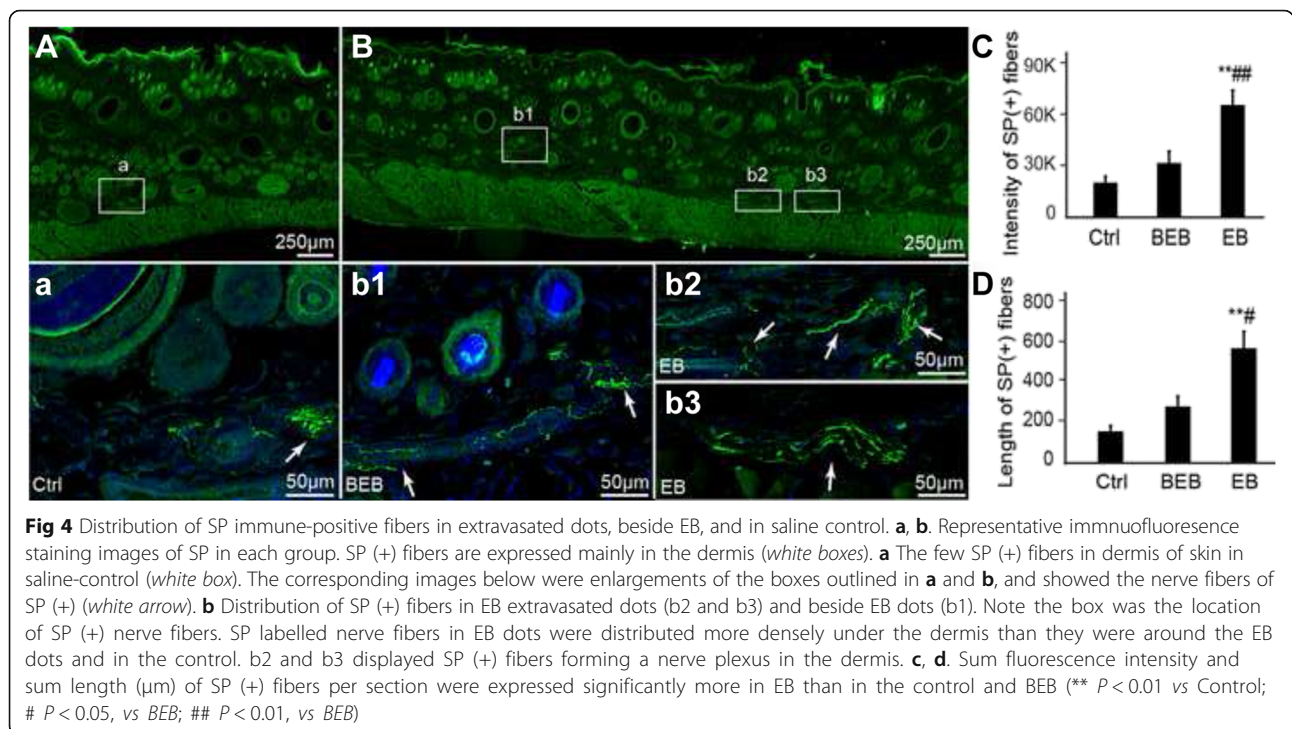 A
B
a
b1
b2
b3
250µm
250µm
C
Intensity of SP(+) fibers
90K
60K
30K
0
**##
Ctrl
BEB
EB
a
Ctrl
50µm
b1
BEB
50µm
b2
EB
50µm
b3
EB
50µm
D
Length of SP(+) fibers
800
600
400
200
0
**#
Ctrl
BEB
EB
Fig 4 Distribution of SP immune-positive fibers in extravasated dots, beside EB, and in saline control. a, b. Representative immnuofluoresence
staining images of SP in each group. SP (+) fibers are expressed mainly in the dermis (white boxes). a The few SP (+) fibers in dermis of skin in
saline-control (white box). The corresponding images below were enlargements of the boxes outlined in a and b, and showed the nerve fibers of
SP (+) (white arrow). b Distribution of SP (+) fibers in EB extravasated dots (b2 and b3) and beside EB dots (b1). Note the box was the location
of SP (+) nerve fibers. SP labelled nerve fibers in EB dots were distributed more densely under the dermis than they were around the EB
dots and in the control. b2 and b3 displayed SP (+) fibers forming a nerve plexus in the dermis. c, d. Sum fluorescence intensity and
sum length (µm) of SP (+) fibers per section were expressed significantly more in EB than in the control and BEB (** P < 0.01 vs Control;
# P < 0.05, vs BEB; ## P < 0.01, vs BEB)